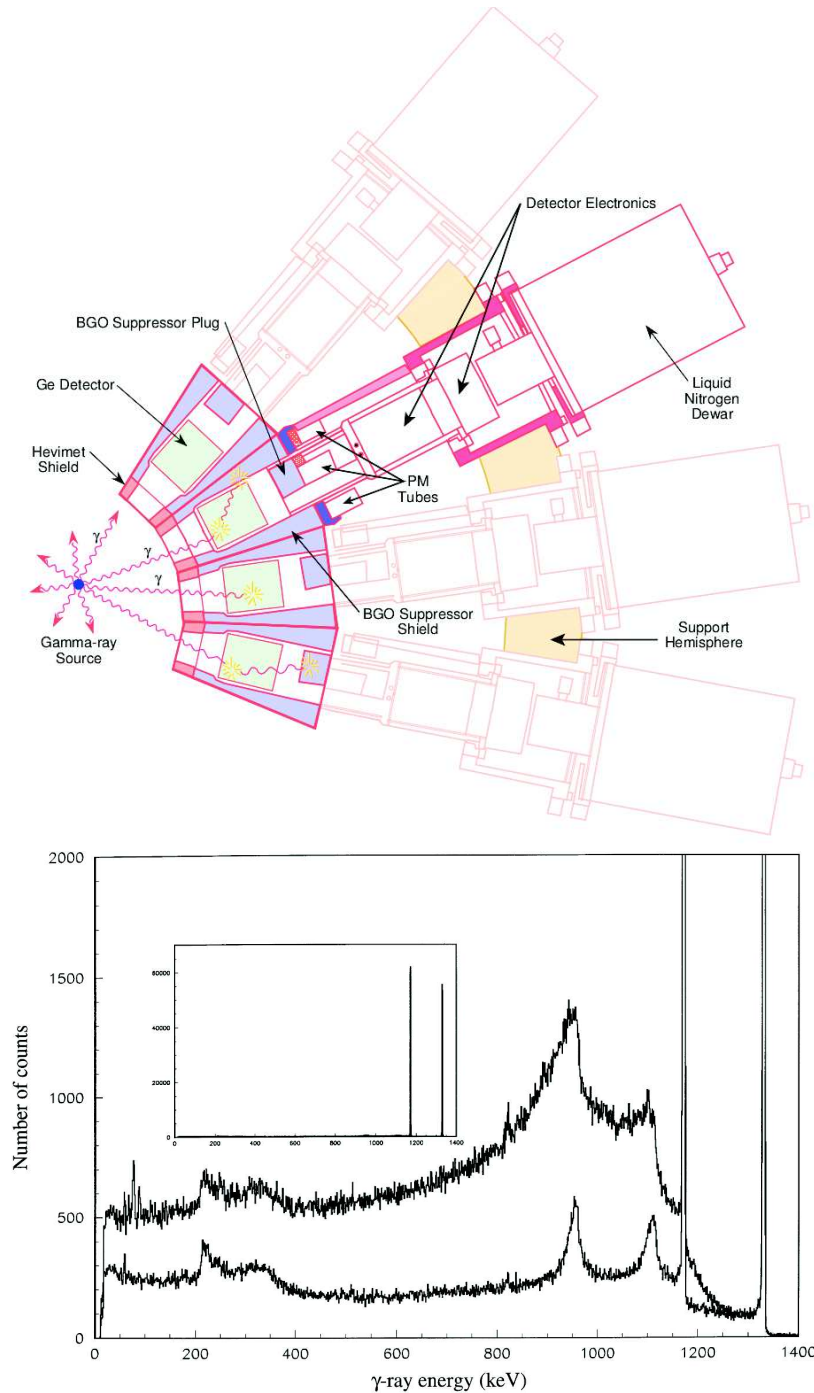 Detector Electronics
BGO Suppressor Plug
Ge Detector
Liquid
Nitrogen
Dewar
Hevimet
Shield
PM
Tubes
γ
γ
γ
BGO Suppressor
Shield
Gamma-ray
Source
Support
Hemisphere
2000
1500
1000
500
0
Number of counts
60000
40000
20000
0
0 200 400 600 800 1000 1200 1400
0 200 400 600 800 1000 1200 1400
γ-ray energy (keV)